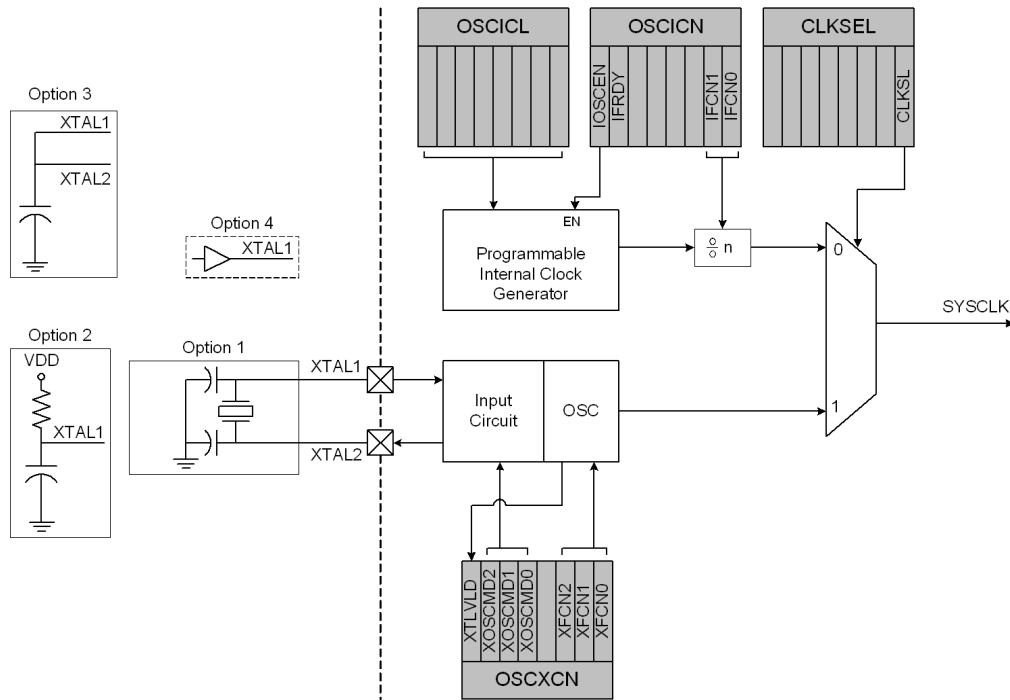 OSCICL
OSCICN
CLKSEL
IOSCEN
IFRDY
IFCN1
IFCN0
CLKSL
Option 3
XTAL1
XTAL2
Option 4
XTAL1
EN
Programmable
Internal Clock
Generator
n
0
SYSCLK
Option 2
VDD
XTAL1
Option 1
XTAL1
XTAL2
Input
Circuit
OSC
1
XTLVLD
XOSCMD2
XOSCMD1
XOSCMD0
XFCN2
XFCN1
XFCN0
OSCXCN